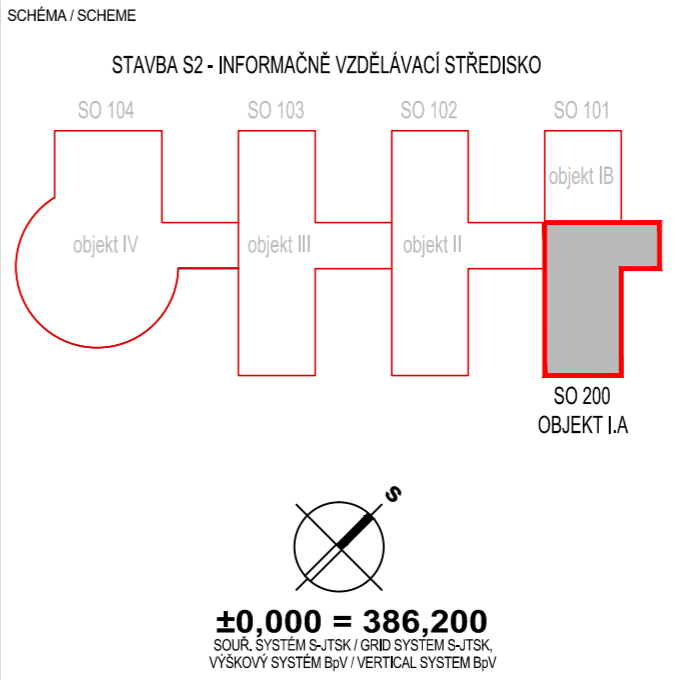 SCHÉMA / SCHEME
STAVBA S2 - INFORMAČNĚ VZDĚLÁVACÍ STŘEDISKO
SO 104
SO 103
SO 102
SO 101
objekt IB
objekt IV
objekt III
objekt II
SO 200
OBJEKT I.A
S
±0,000 = 386,200
SOUŘ. SYSTÉM S-JTSK / GRID SYSTEM S-JTSK,
VÝŠKOVÝ SYSTÉM BpV / VERTICAL SYSTEM BpV